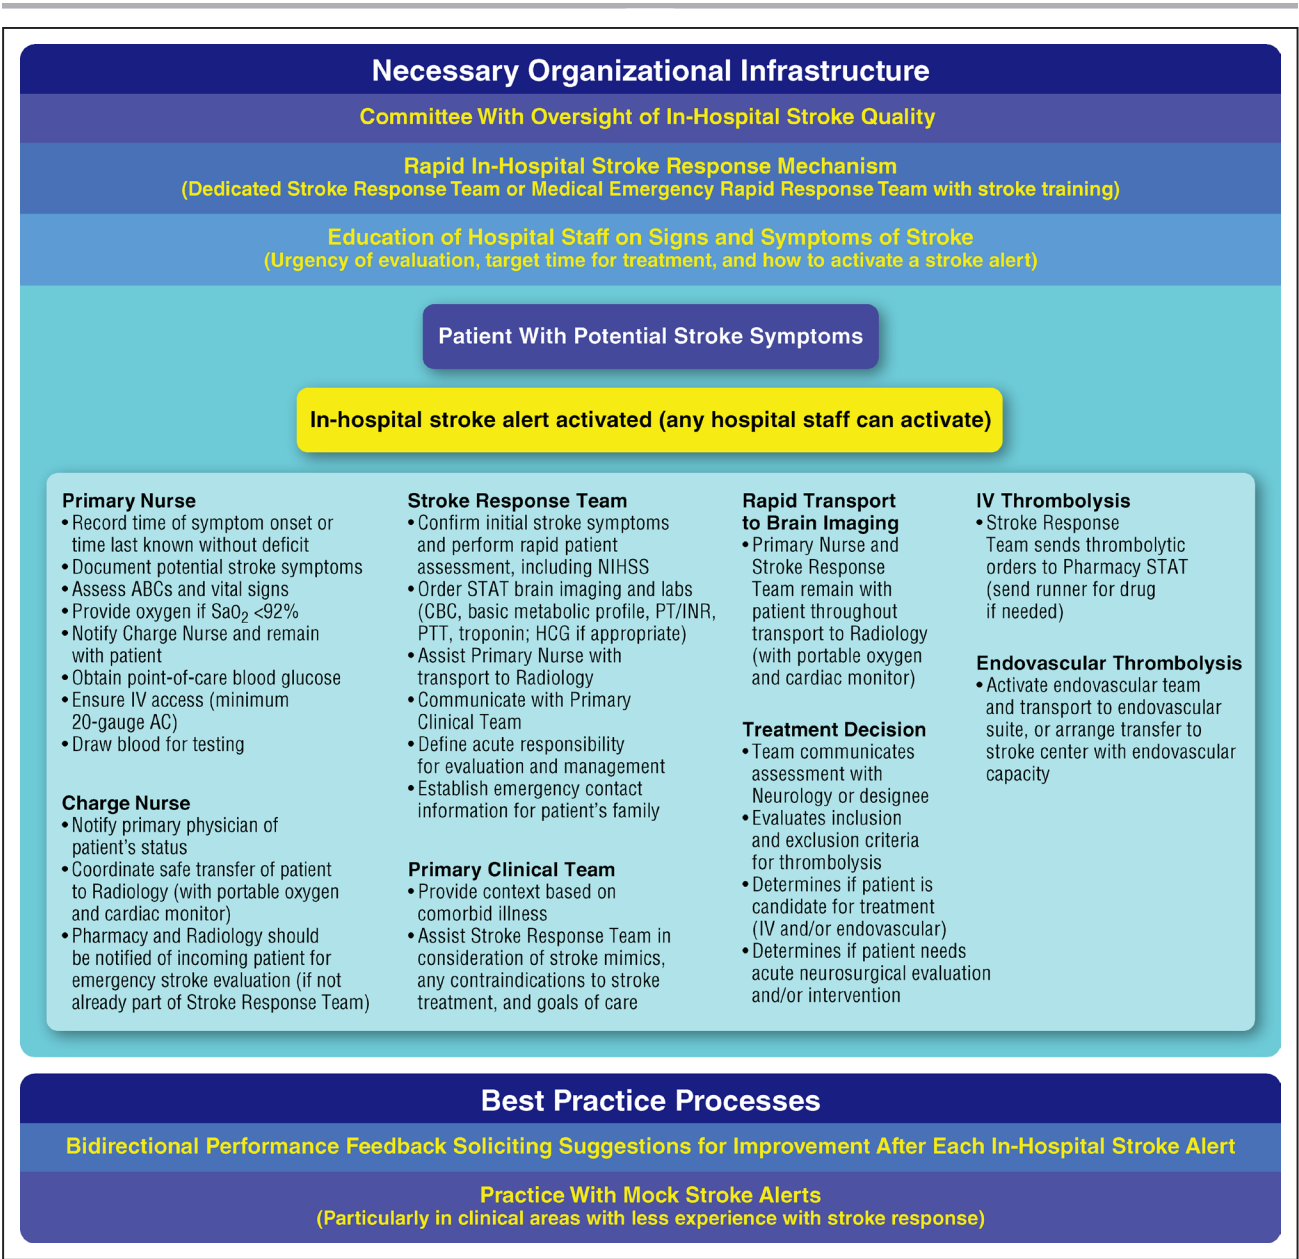 Necessary Organizational Infrastructure
Committee With Oversight of In-Hospital Stroke Quality
Rapid In-Hospital Stroke Response Mechanism
(Dedicated Stroke Response Team or Medical Emergency Rapid Response Team with stroke training)
Education of Hospital Staff on Signs and Symptoms of Stroke
(Urgency of evaluation, target time for treatment, and how to activate a stroke alert)
Patient With Potential Stroke Symptoms
In-hospital stroke alert activated (any hospital staff can activate)
Primary Nurse
• Record time of symptom onset or
time last known without deficit
• Document potential stroke symptoms
• Assess ABCs and vital signs
• Provide oxygen if SaO₂ <92%
• Notify Charge Nurse and remain
with patient
• Obtain point-of-care blood glucose
• Ensure IV access (minimum
20-gauge AC)
• Draw blood for testing
Charge Nurse
• Notify primary physician of
patient's status
• Coordinate safe transfer of patient
to Radiology (with portable oxygen
and cardiac monitor)
• Pharmacy and Radiology should
be notified of incoming patient for
emergency stroke evaluation (if not
already part of Stroke Response Team)
Stroke Response Team
• Confirm initial stroke symptoms
and perform rapid patient
assessment, including NIHSS
• Order STAT brain imaging and labs
(CBC, basic metabolic profile, PT/INR,
PTT, troponin; HCG if appropriate)
• Assist Primary Nurse with
transport to Radiology
• Communicate with Primary
Clinical Team
• Define acute responsibility
for evaluation and management
• Establish emergency contact
information for patient's family
Primary Clinical Team
• Provide context based on
comorbid illness
• Assist Stroke Response Team in
consideration of stroke mimics,
any contraindications to stroke
treatment, and goals of care
Rapid Transport
to Brain Imaging
• Primary Nurse and
Stroke Response
Team remain with
patient throughout
transport to Radiology
(with portable oxygen
and cardiac monitor)
Treatment Decision
• Team communicates
assessment with
Neurology or designee
• Evaluates inclusion
and exclusion criteria
for thrombolysis
• Determines if patient is
candidate for treatment
(IV and/or endovascular)
• Determines if patient needs
acute neurosurgical evaluation
and/or intervention
IV Thrombolysis
• Stroke Response
Team sends thrombolytic
orders to Pharmacy STAT
(send runner for drug
if needed)
Endovascular Thrombolysis
• Activate endovascular team
and transport to endovascular
suite, or arrange transfer to
stroke center with endovascular
capacity
Best Practice Processes
Bidirectional Performance Feedback Soliciting Suggestions for Improvement After Each In-Hospital Stroke Alert
Practice With Mock Stroke Alerts
(Particularly in clinical areas with less experience with stroke response)